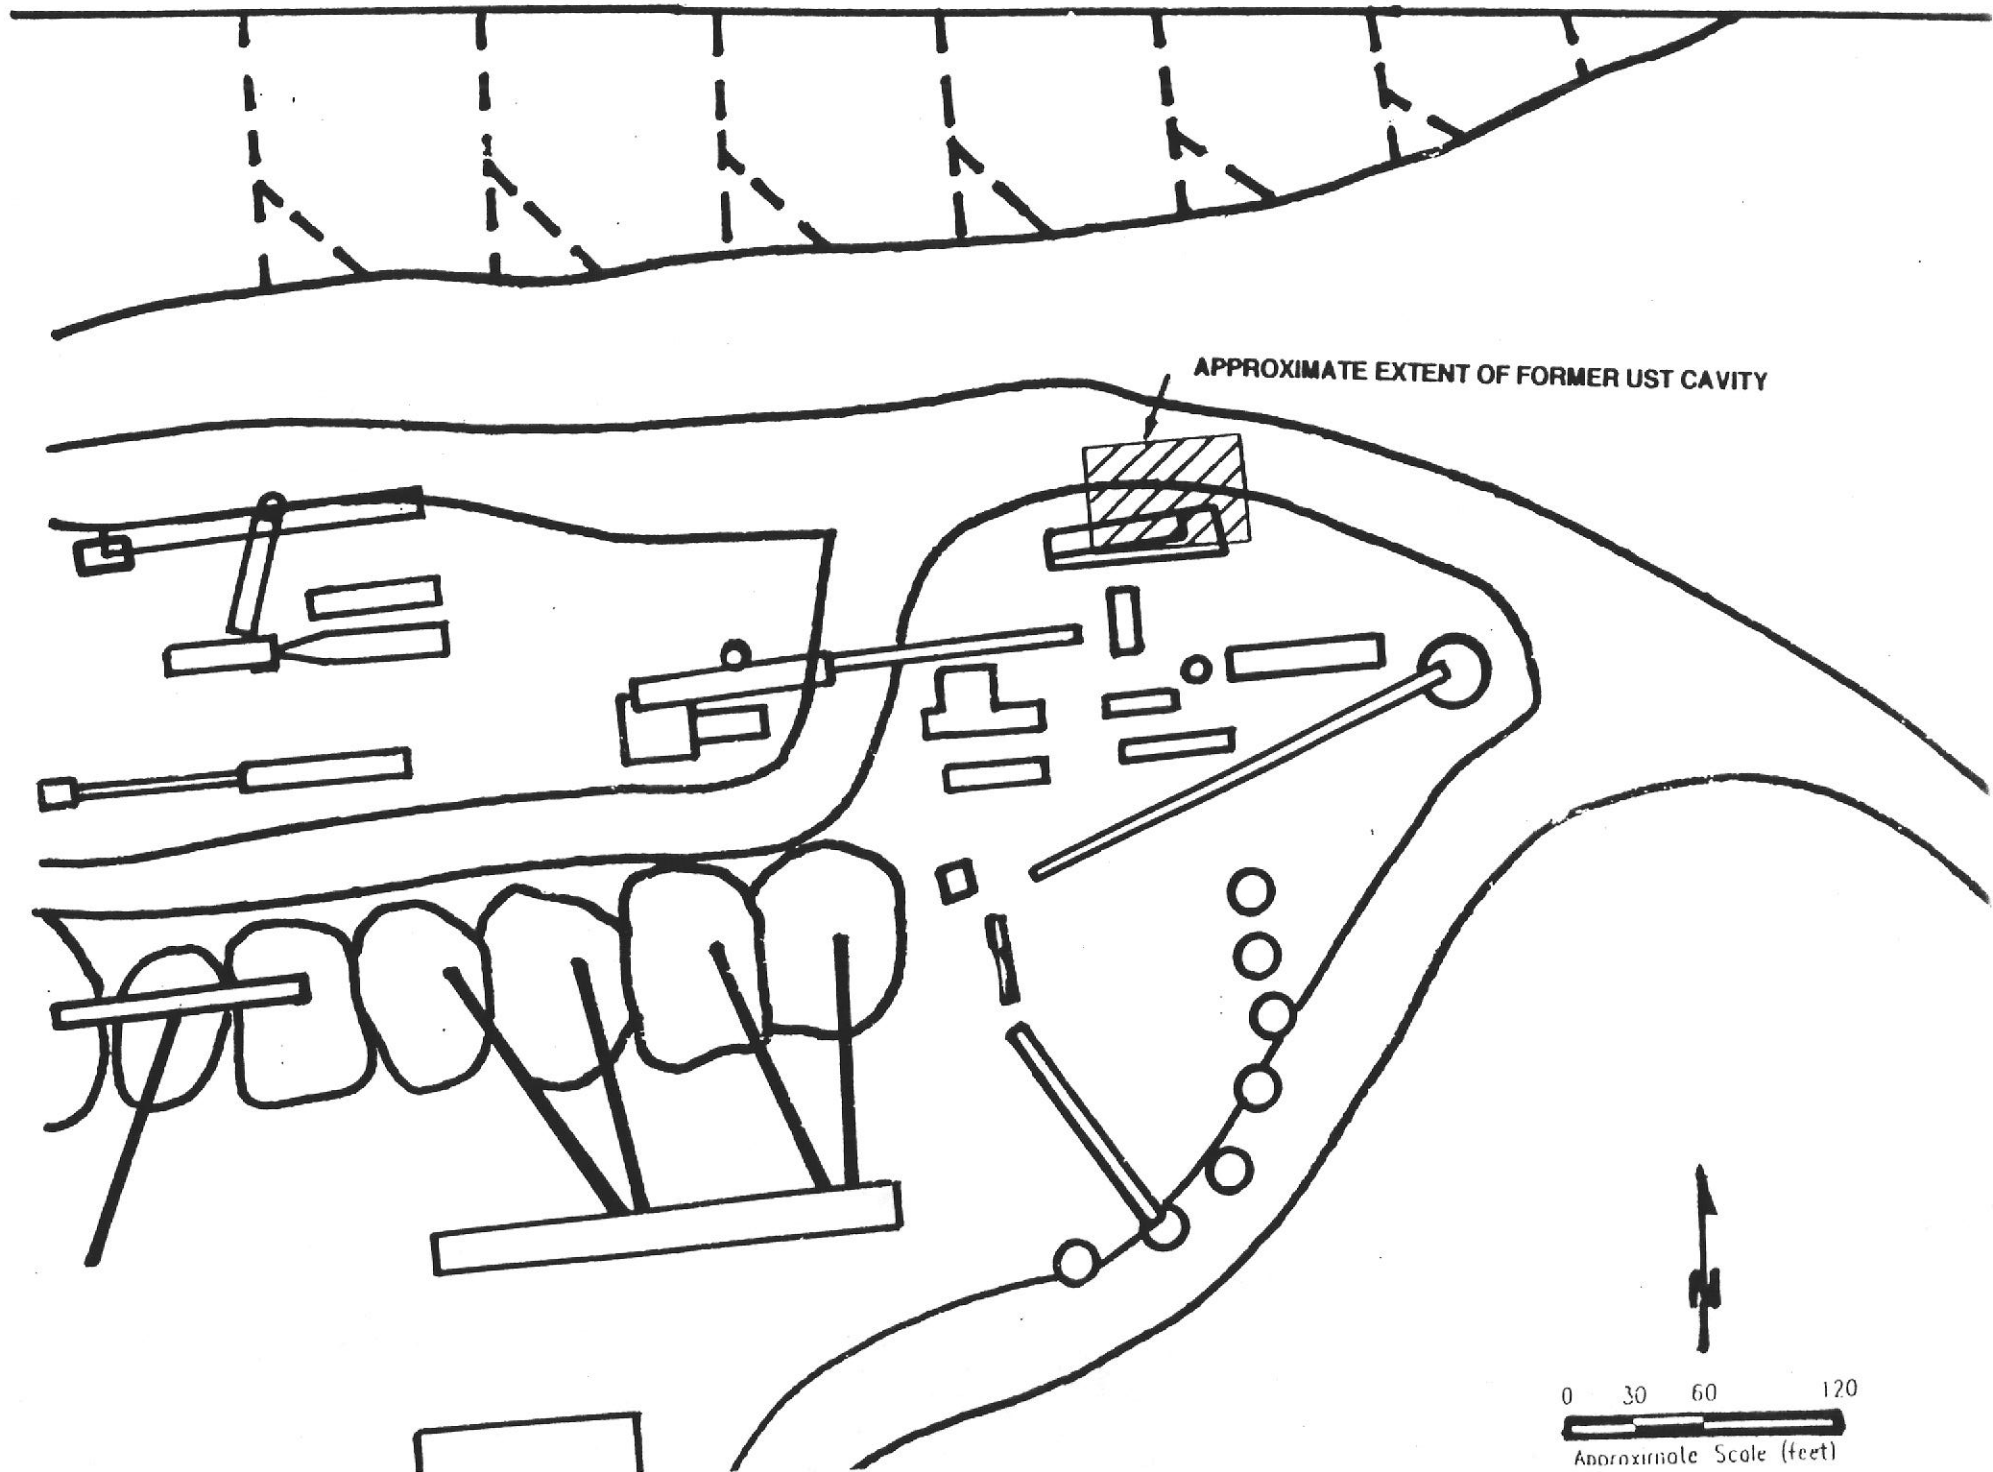 APPROXIMATE EXTENT OF FORMER UST CAVITY
N
0 30 60 120
Approximate Scale (feet)